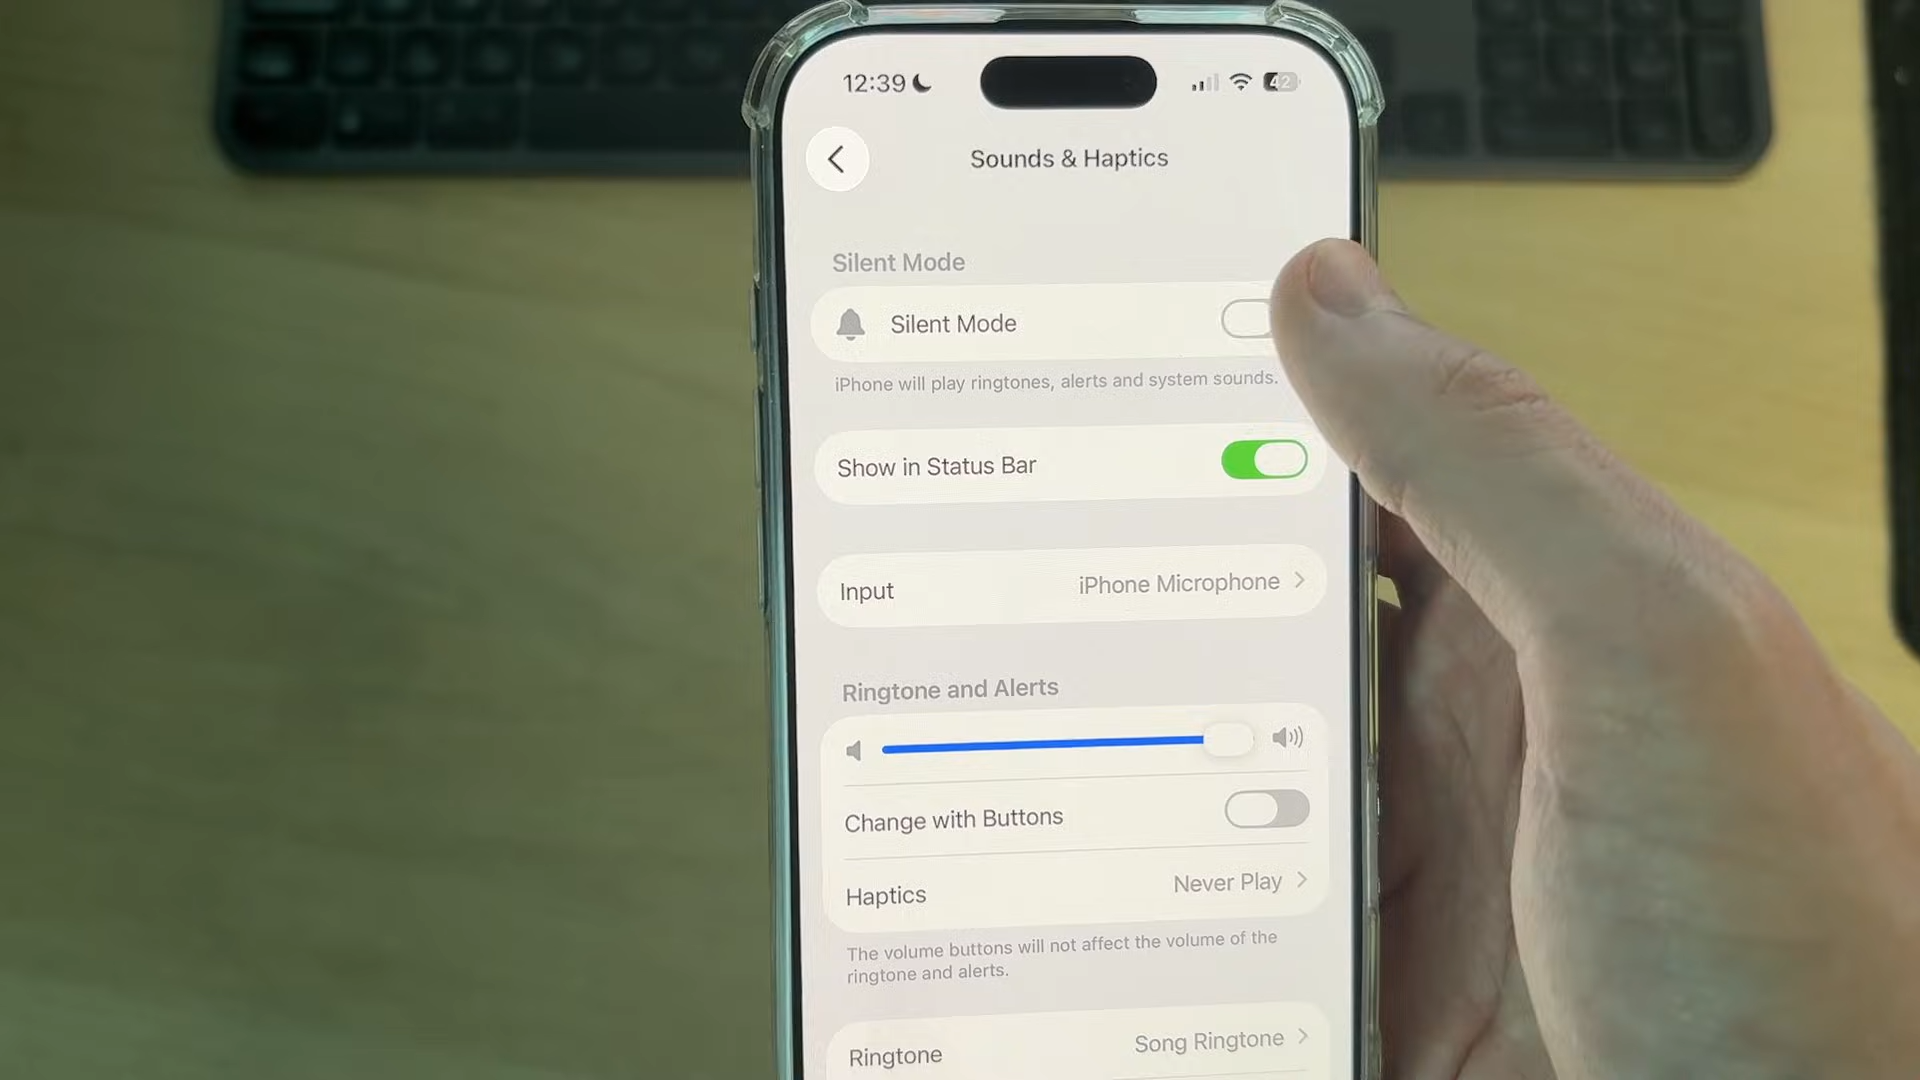 12:39
42
Sounds & Haptics
Silent Mode
Silent Mode
iPhone will play ringtones, alerts and system sounds.
Show in Status Bar
Input iPhone Microphone
Ringtone and Alerts
Change with Buttons
Haptics Never Play
The volume buttons will not affect the volume of the
ringtone and alerts.
Ringtone Song Ringtone